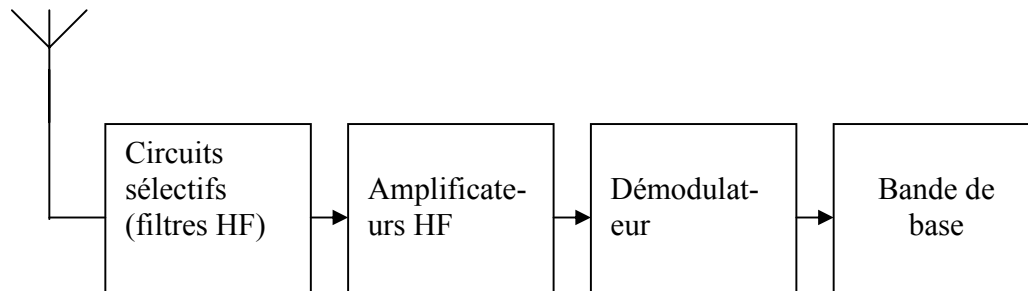 Circuits
sélectifs
(filtres HF)
Amplificate-
urs HF
Démodulat-
eur
Bande de
base